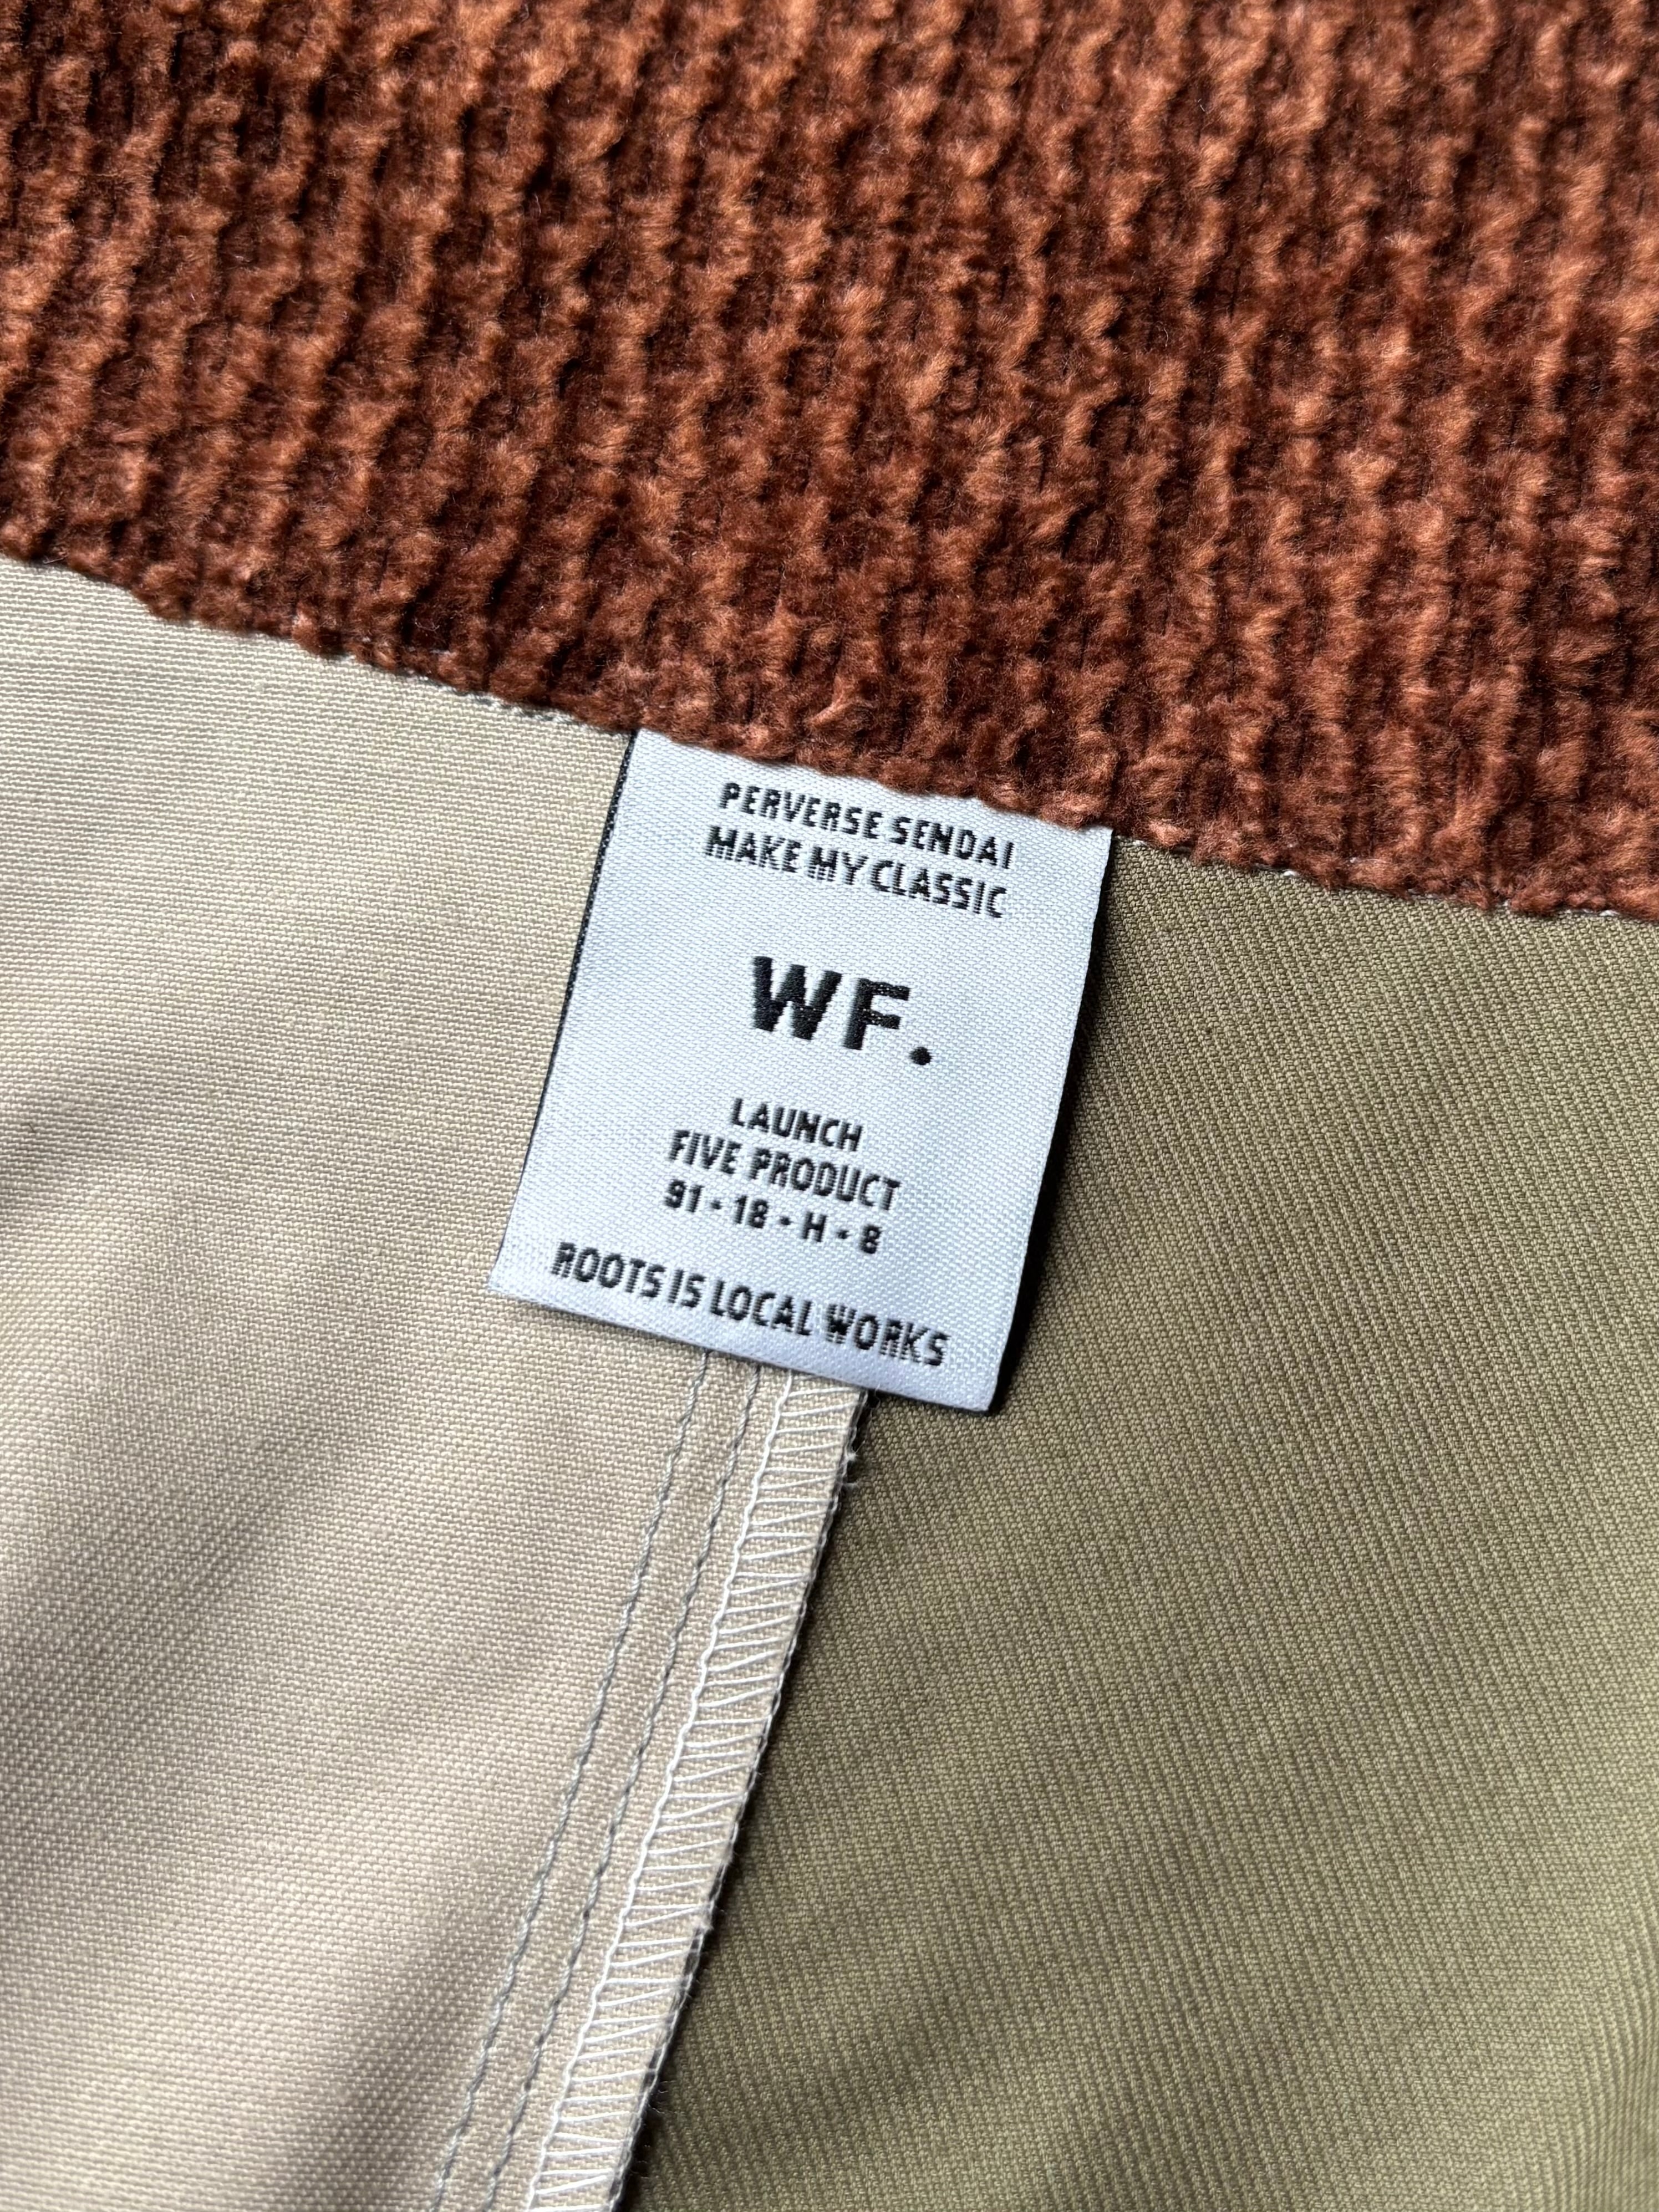 PERVERSE SENDAI
MAKE MY CLASSIC
WF.
LAUNCH
FIVE PRODUCT
91 - 18 - H - 8
ROOTS IS LOCAL WORKS